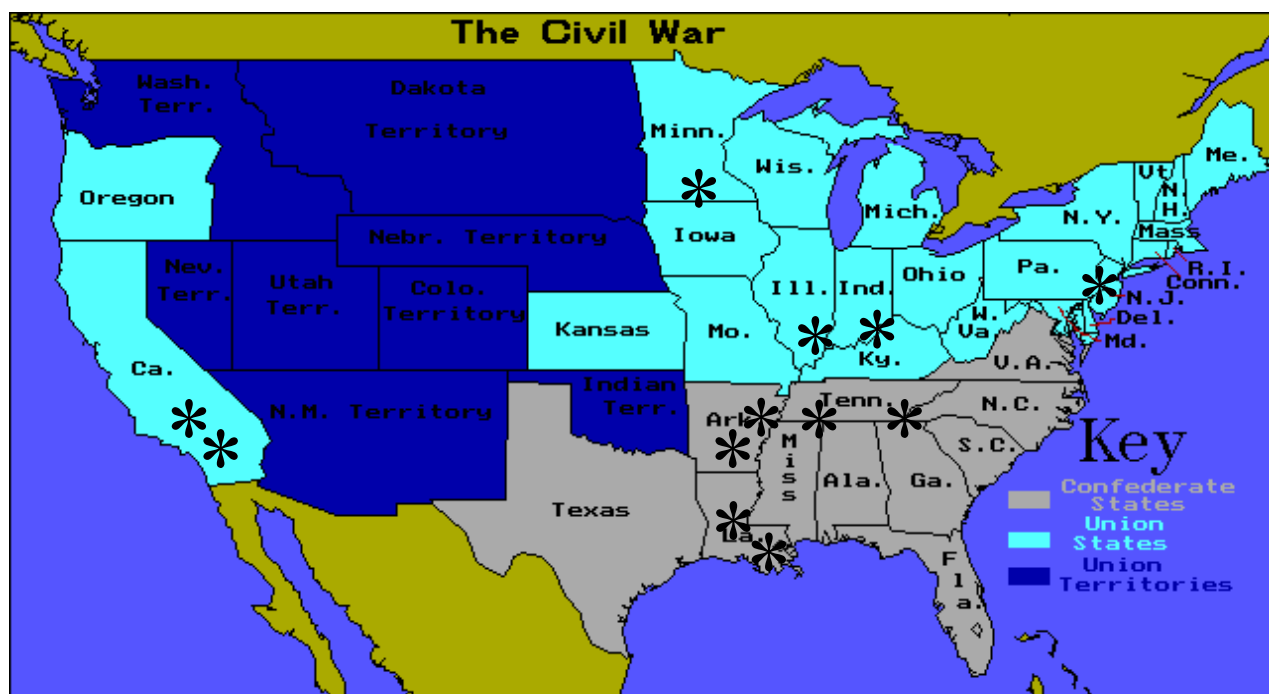 The Civil War
Wash.
Terr.
Dakota
Territory
Minn.
Oregon
Wis.
Mich.
Me.
Vt
N.
H.
N.Y.
Mass
R.I.
Conn.
N.J.
Del.
Md.
Nebr. Territory
Iowa
Nev.
Terr.
Utah
Terr.
Colo.
Territory
Ill.
Ind.
Ohio
Pa.
W.
Va
Kansas
Mo.
Ky.
V.A.
Ca.
N.M. Territory
Indian
Terr.
Ark
Tenn.
N.C.
S.C.
Texas
La.
M
i
s
s
Ala.
Ga.
F
l
a.
Key
Confederate
States
Union
States
Union
Territories